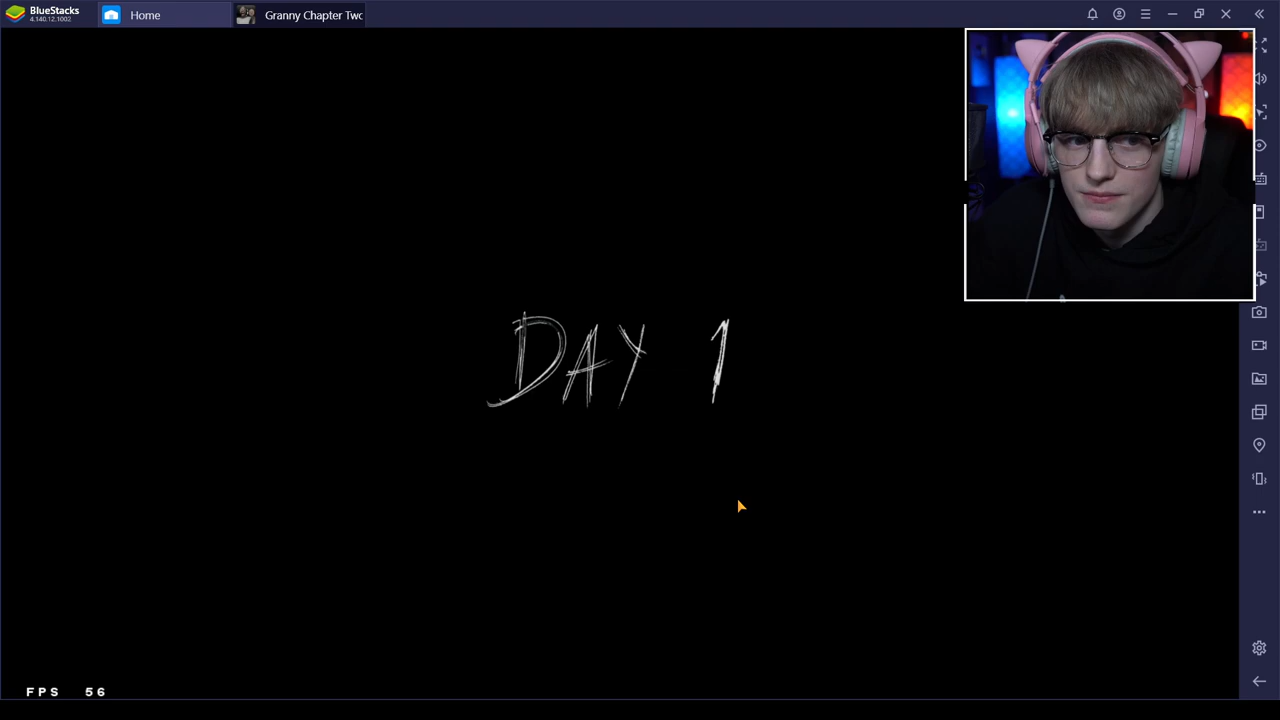 BlueStacks
4.140.12.1002
Home
Granny Chapter Two
DAY 1
FPS 56